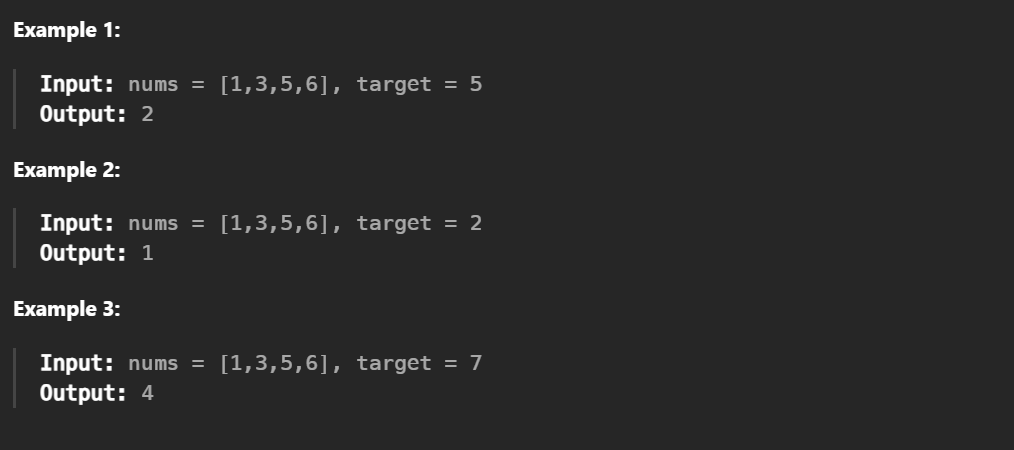 Example 1:
Input: nums = [1,3,5,6], target = 5
Output: 2
Example 2:
Input: nums = [1,3,5,6], target = 2
Output: 1
Example 3:
Input: nums = [1,3,5,6], target = 7
Output: 4